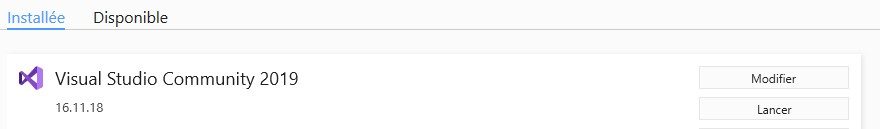 Installée Disponible
Visual Studio Community 2019
Modifier
16.11.18
Lancer